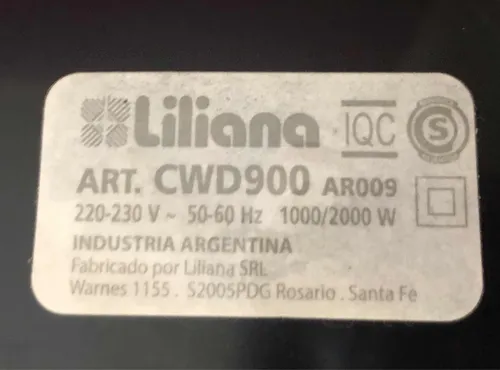 Liliana
IQC
S
ART. CWD900 AR009
220-230 V ~ 50-60 Hz 1000/2000 W
INDUSTRIA ARGENTINA
Fabricado por Liliana SRL
Warnes 1155 . S2005PDG Rosario . Santa Fe